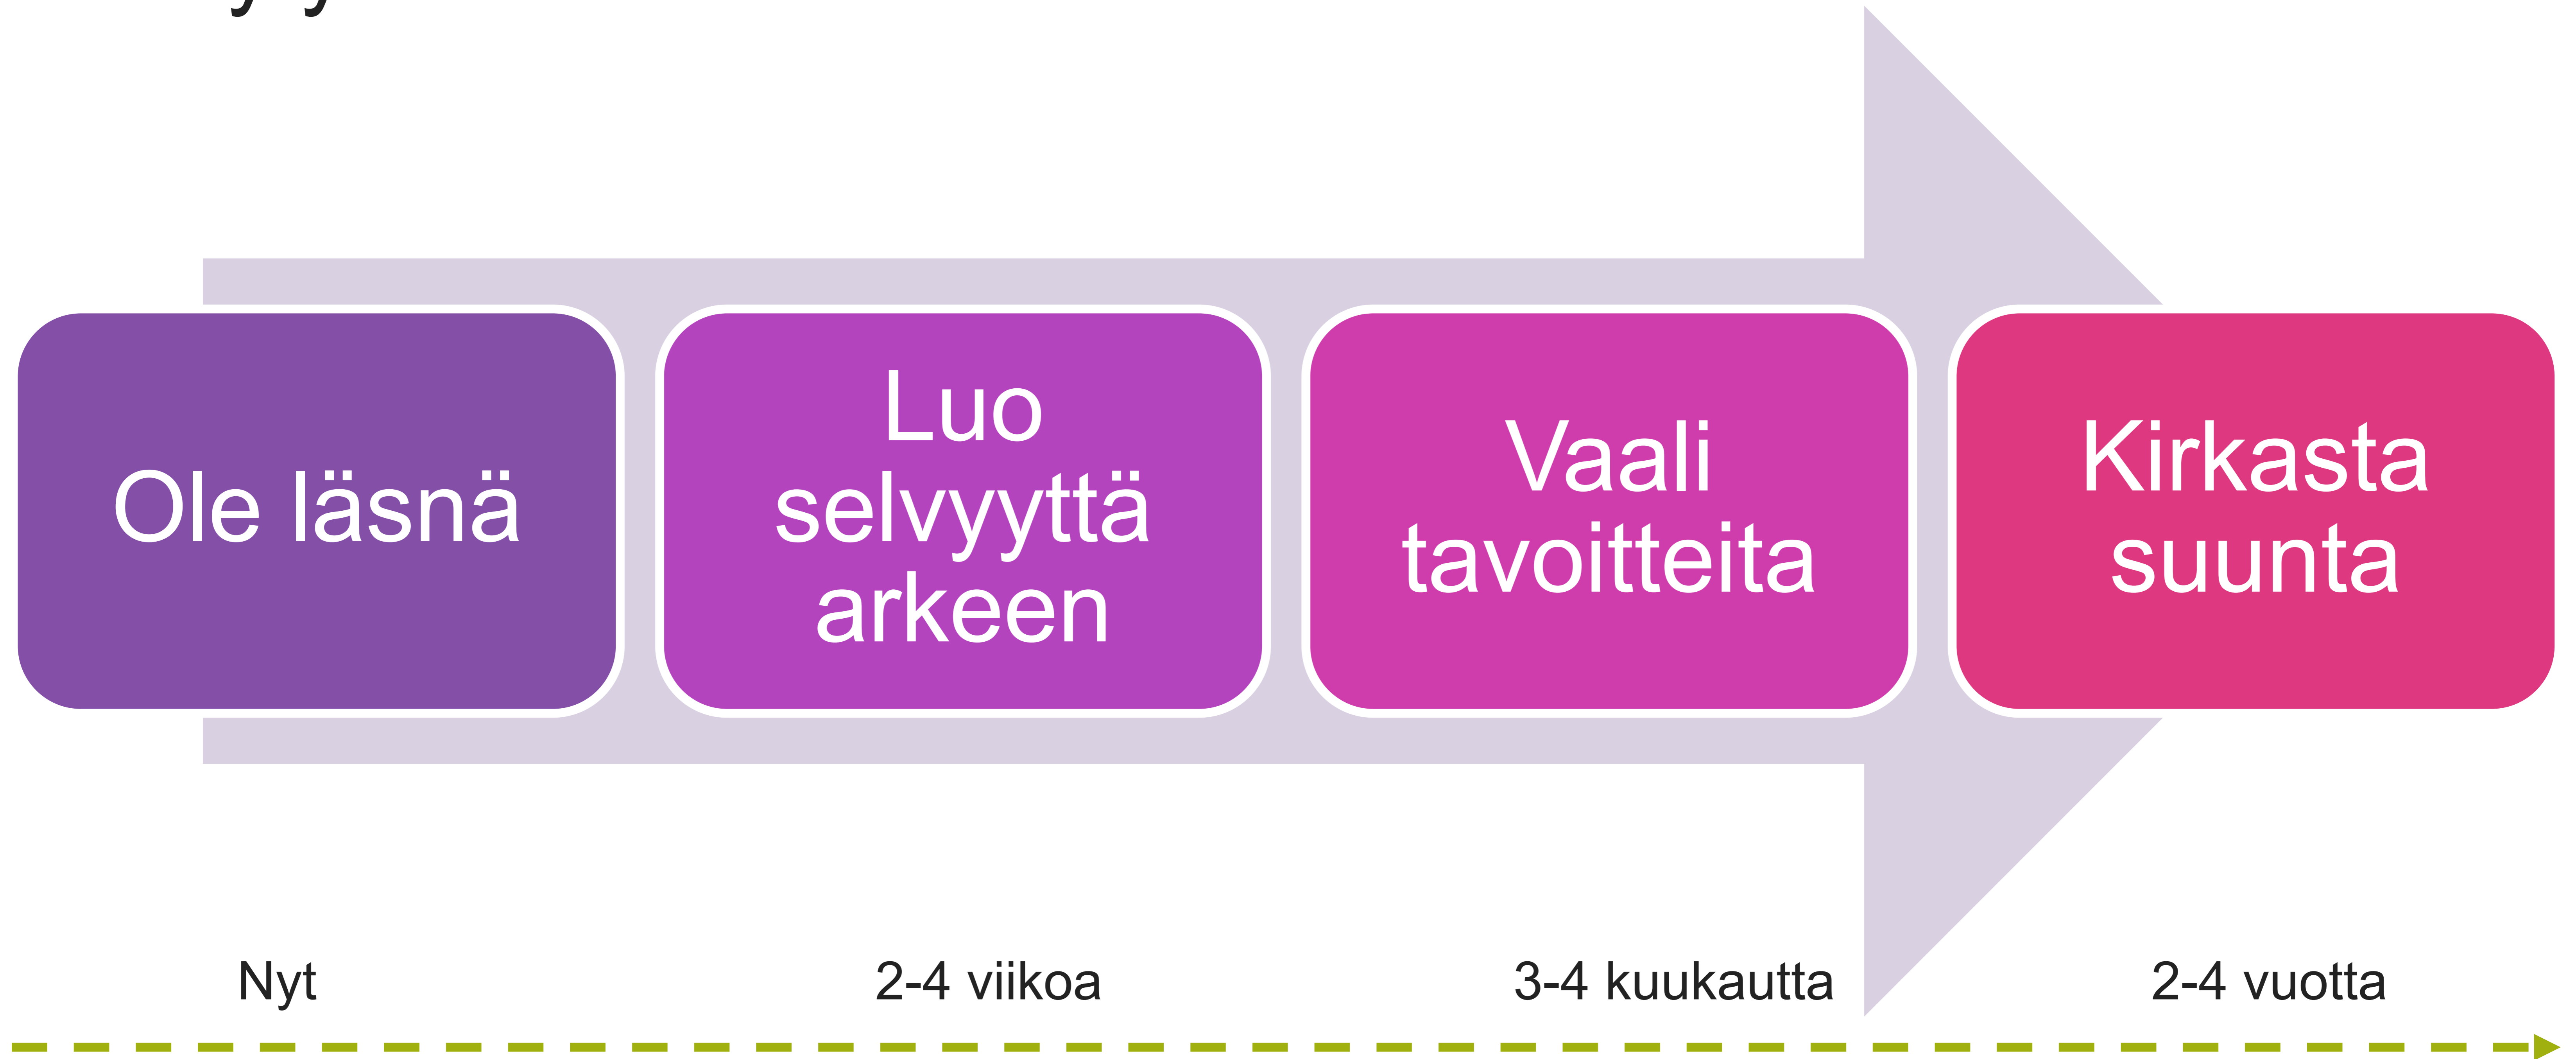 Ole läsnä
Luo
selvyyttä
arkeen
Vaali
tavoitteita
Kirkasta
suunta
Nyt
2-4 viikoa
3-4 kuukautta
2-4 vuotta